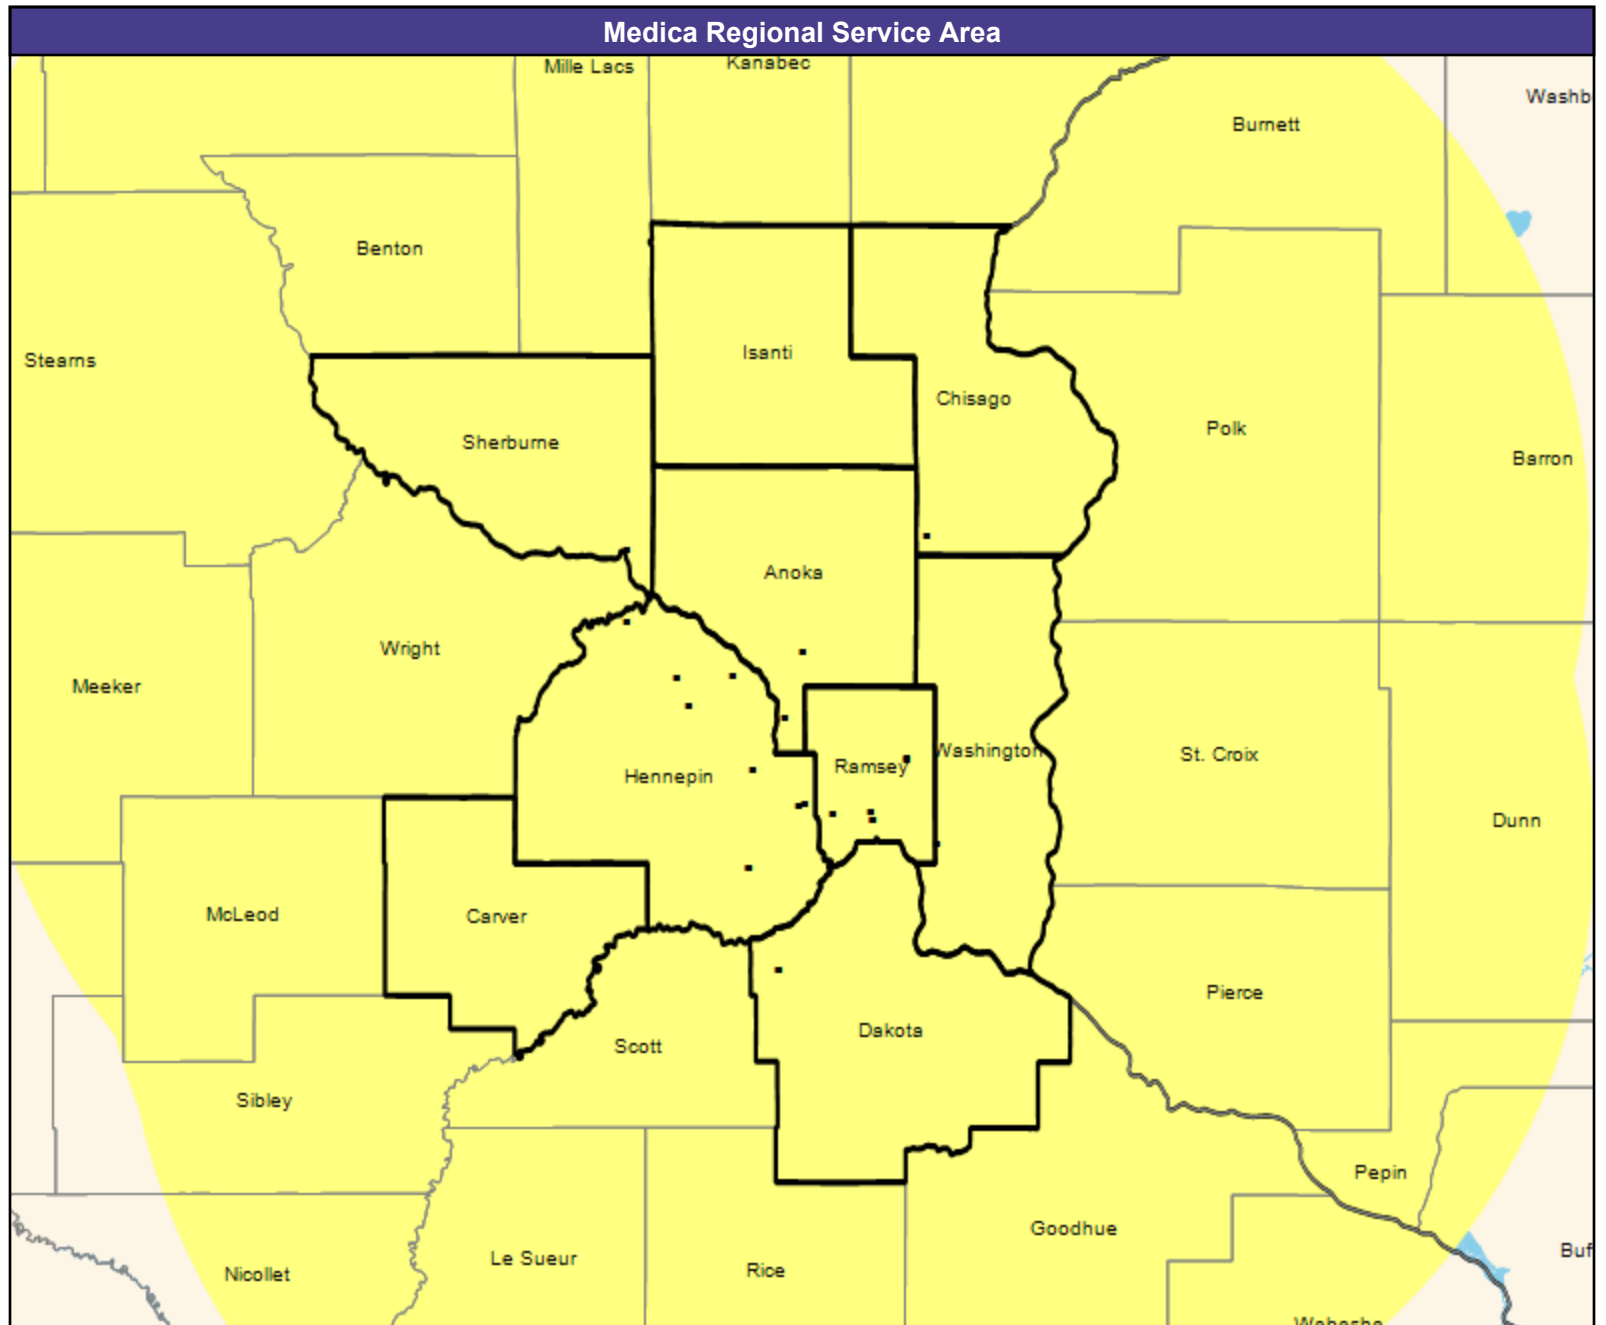 Medica Regional Service Area
Mille Lacs
Kanabec
Washb
Burnett
Benton
Stearns
Isanti
Chisago
Polk
Sherburne
Barron
Anoka
Wright
Meeker
Washington
St. Croix
Hennepin
Ramsey
Dunn
McLeod
Carver
Pierce
Dakota
Scott
Sibley
Pepin
Goodhue
Buf
Le Sueur
Rice
Nicollet